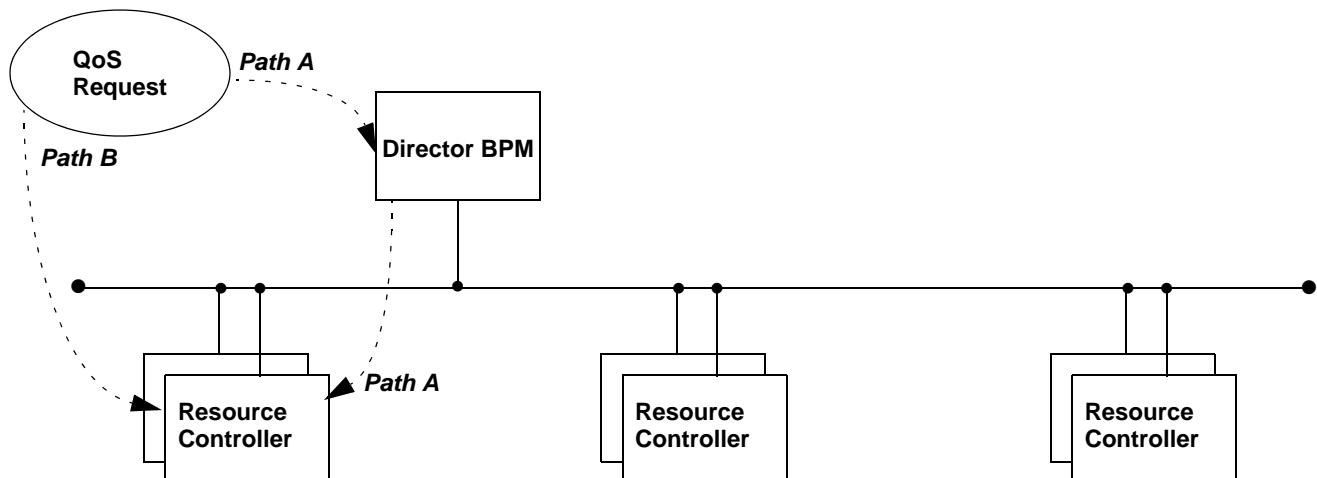 QoS
Request
Path A
Director BPM
Path B
Path A
Resource
Controller
Resource
Controller
Resource
Controller